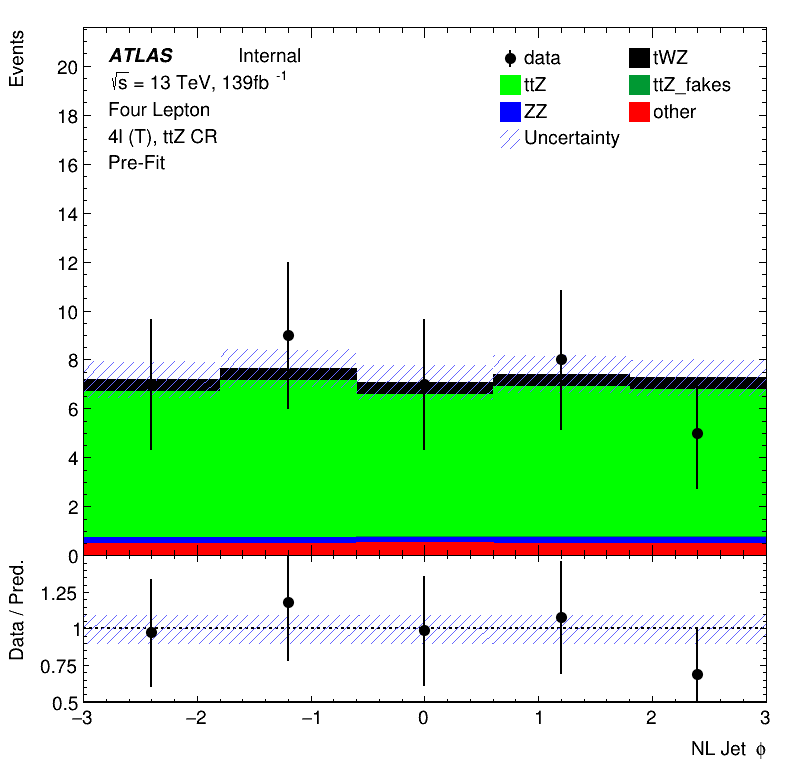 Events
ATLAS Internal
√s = 13 TeV, 139fb⁻¹
Four Lepton
4l (T), ttZ CR
Pre-Fit
data tWZ
ttZ ttZ_fakes
ZZ other
Uncertainty
20
18
16
14
12
10
8
6
4
2
0
Data / Pred.
1.25
1
0.75
0.5
−3 −2 −1 0 1 2 3
NL Jet ϕ